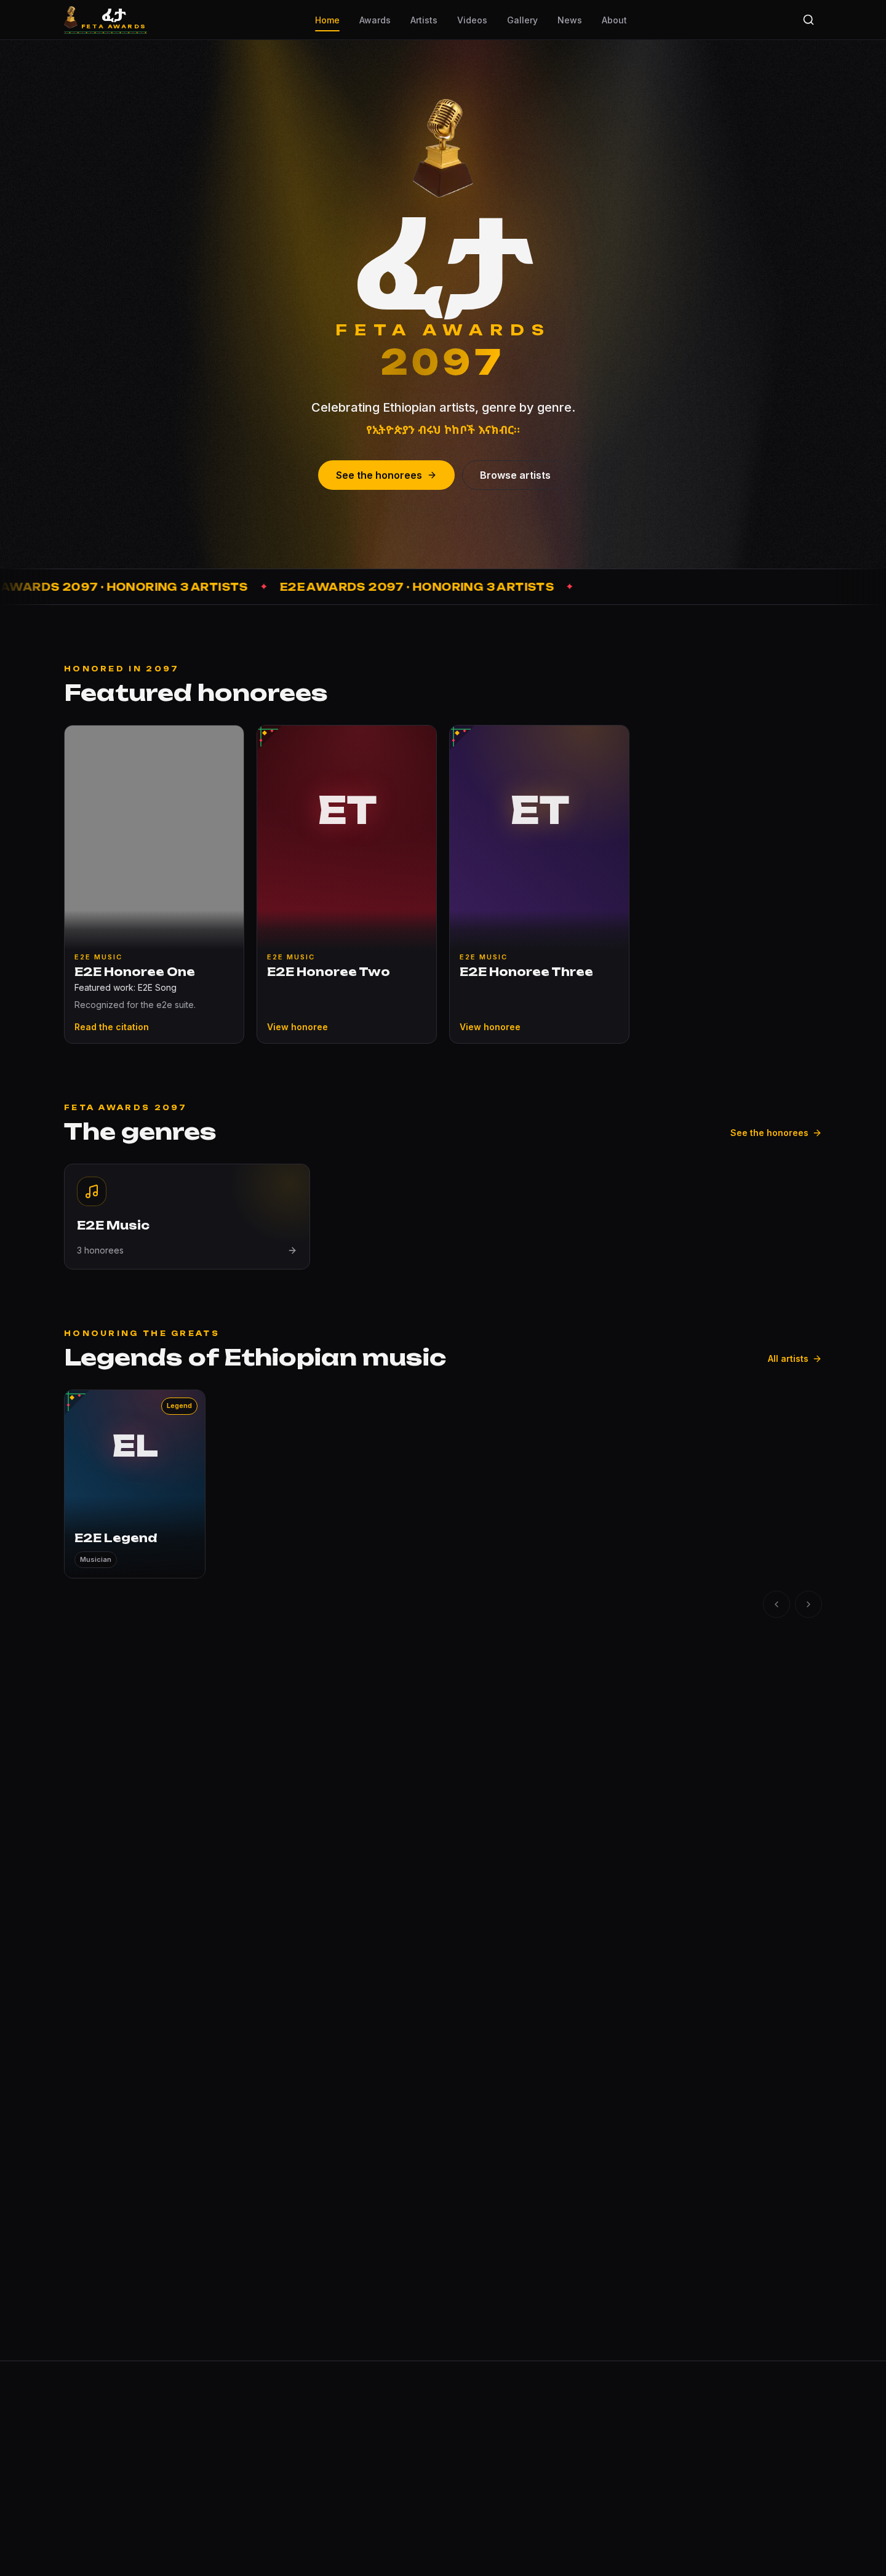 ፈታ
FETA AWARDS
Home
Awards
Artists
Videos
Gallery
News
About
ፈታ
FETA AWARDS
2097
Celebrating Ethiopian artists, genre by genre.
የኢትዮጵያን ብሩህ ኮከቦች እናክብር።
See the honorees
Browse artists
AWARDS 2097 · HONORING 3 ARTISTS
E2E AWARDS 2097 · HONORING 3 ARTISTS
HONORED IN 2097
Featured honorees
E2E MUSIC
E2E Honoree One
Featured work: E2E Song
Recognized for the e2e suite.
Read the citation
ET
E2E MUSIC
E2E Honoree Two
View honoree
ET
E2E MUSIC
E2E Honoree Three
View honoree
FETA AWARDS 2097
The genres
See the honorees
E2E Music
3 honorees
HONOURING THE GREATS
Legends of Ethiopian music
All artists
Legend
EL
E2E Legend
Musician